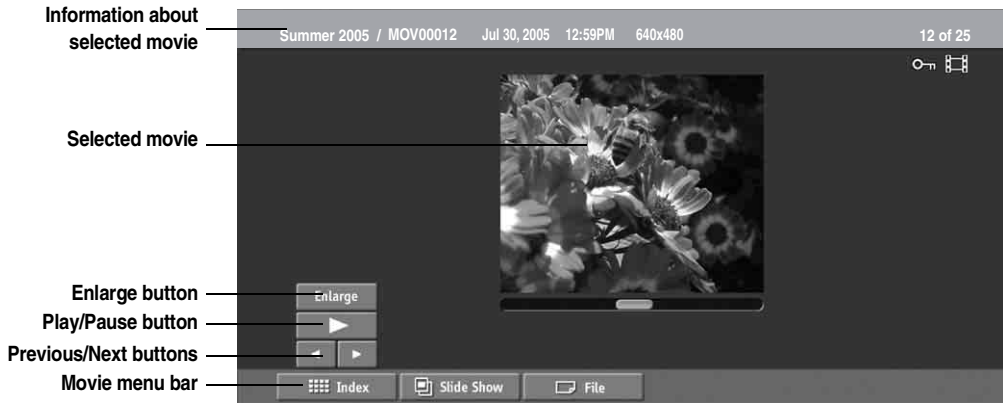 Information about
selected movie
Summer 2005 / MOV00012 Jul 30, 2005 12:59PM 640x480 12 of 25
Selected movie
Enlarge button
Enlarge
Play/Pause button
Previous/Next buttons
Movie menu bar
Index Slide Show File